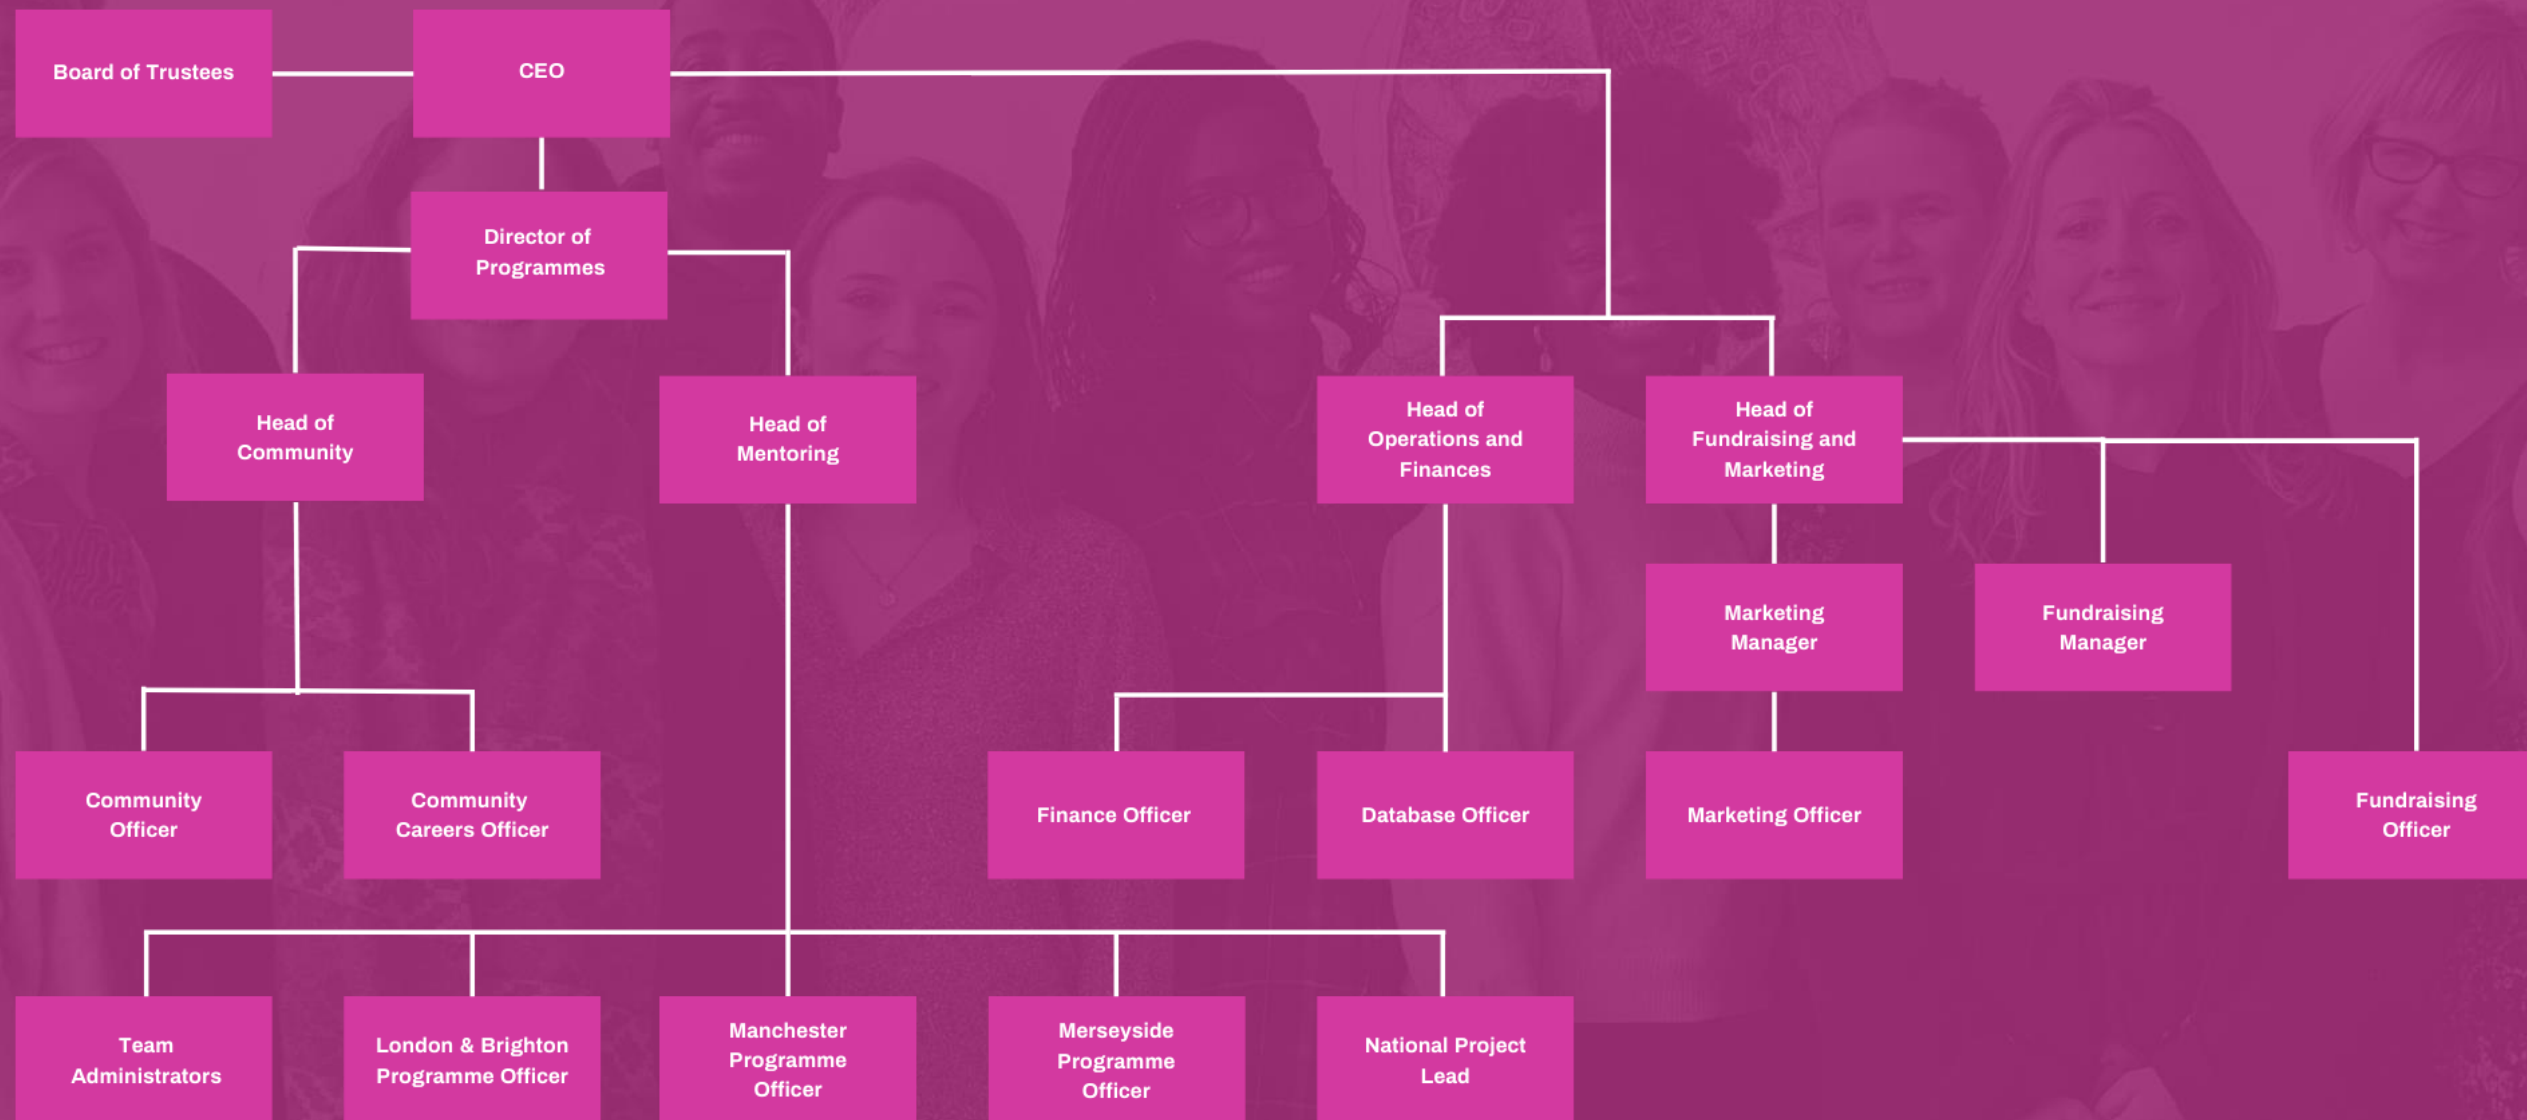 Board of Trustees
CEO
Director of
Programmes
Head of
Community
Head of
Mentoring
Head of
Operations and
Finances
Head of
Fundraising and
Marketing
Marketing
Manager
Fundraising
Manager
Community
Officer
Community
Careers Officer
Finance Officer
Database Officer
Marketing Officer
Fundraising
Officer
Team
Administrators
London & Brighton
Programme Officer
Manchester
Programme
Officer
Merseyside
Programme
Officer
National Project
Lead